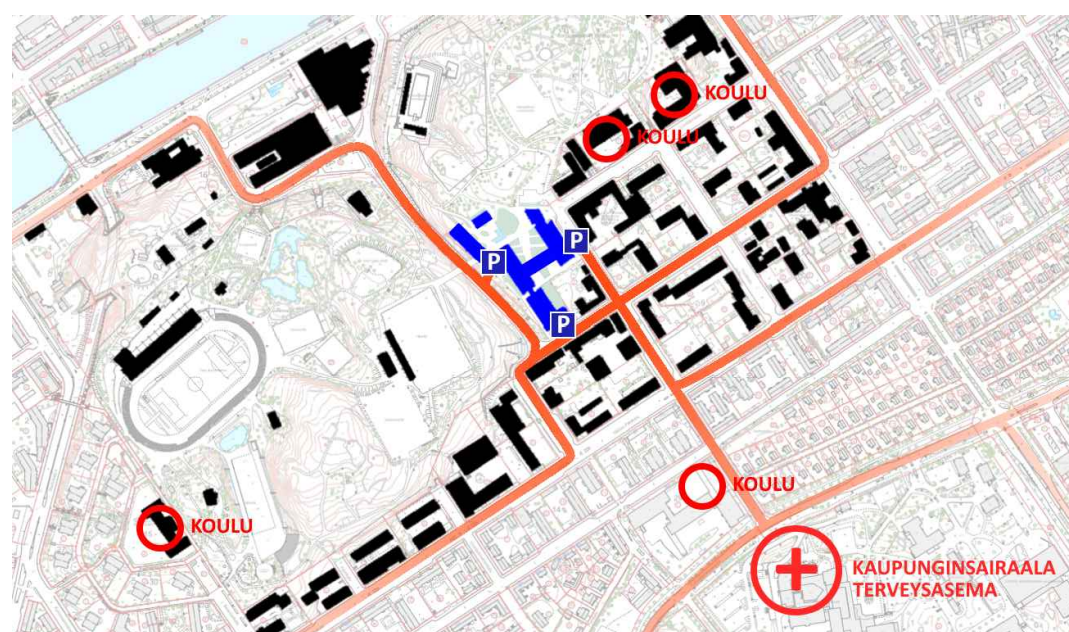 KOULU
KOULU
P
P
P
KOULU
KOULU
KAUPUNGINSAIRAALA
TERVEYSASEMA